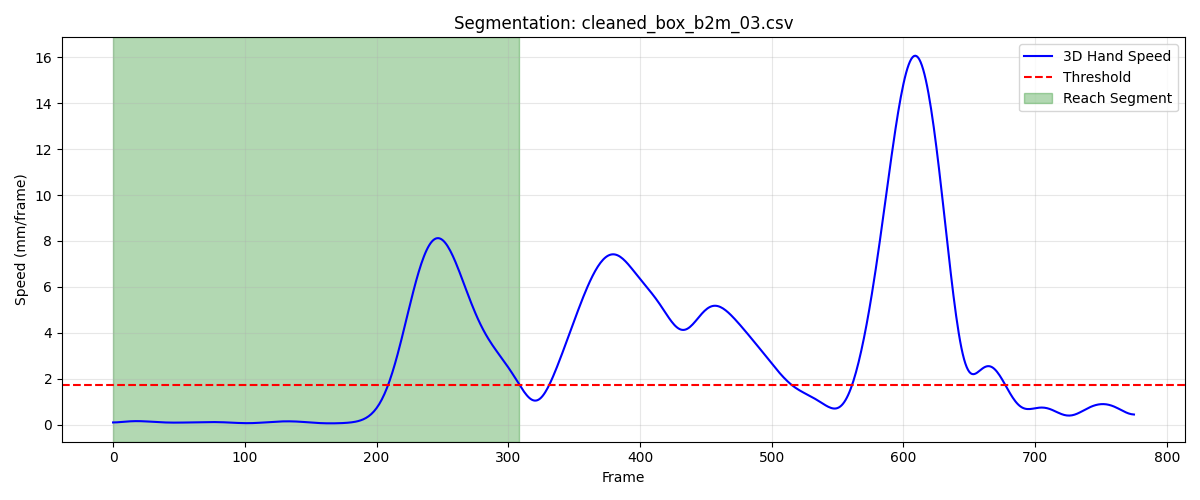 Segmentation: cleaned_box_b2m_03.csv
3D Hand Speed
Threshold
Reach Segment
Speed (mm/frame)
16
14
12
10
8
6
4
2
0
0 100 200 300 400 500 600 700 800
Frame